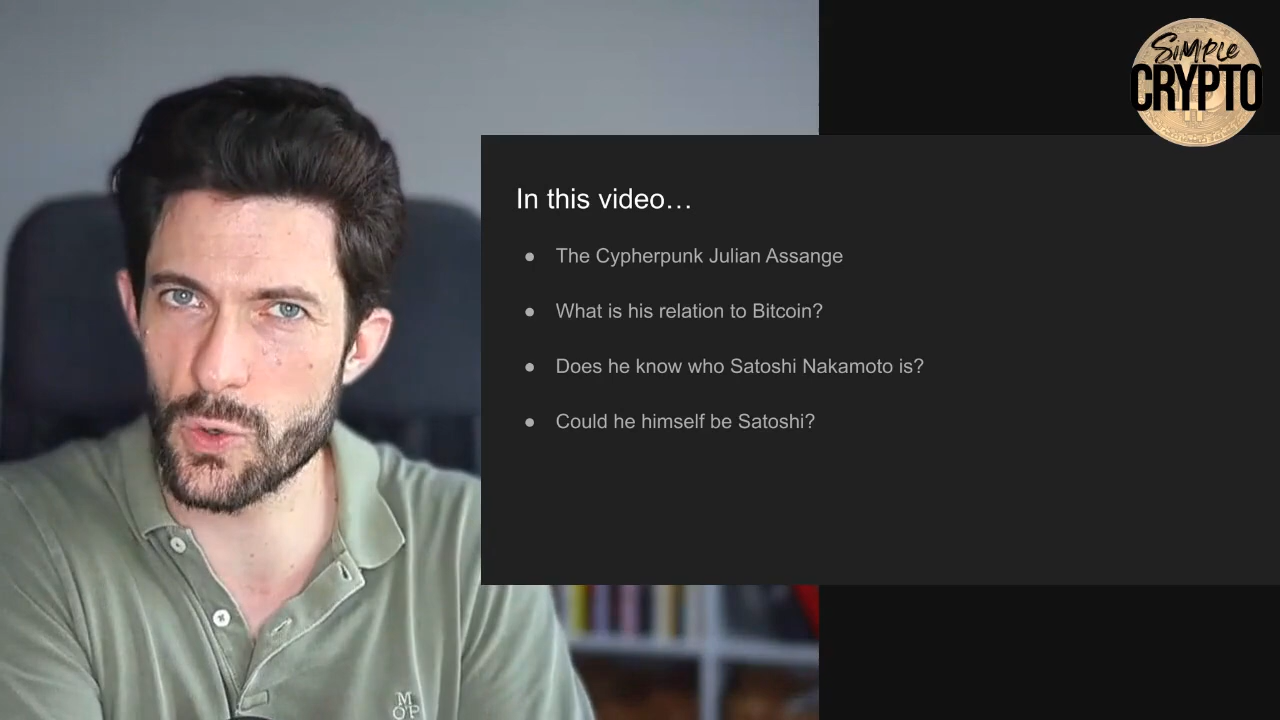 Simple
CRYPTO
In this video…
● The Cypherpunk Julian Assange
● What is his relation to Bitcoin?
● Does he know who Satoshi Nakamoto is?
● Could he himself be Satoshi?
M
O'P